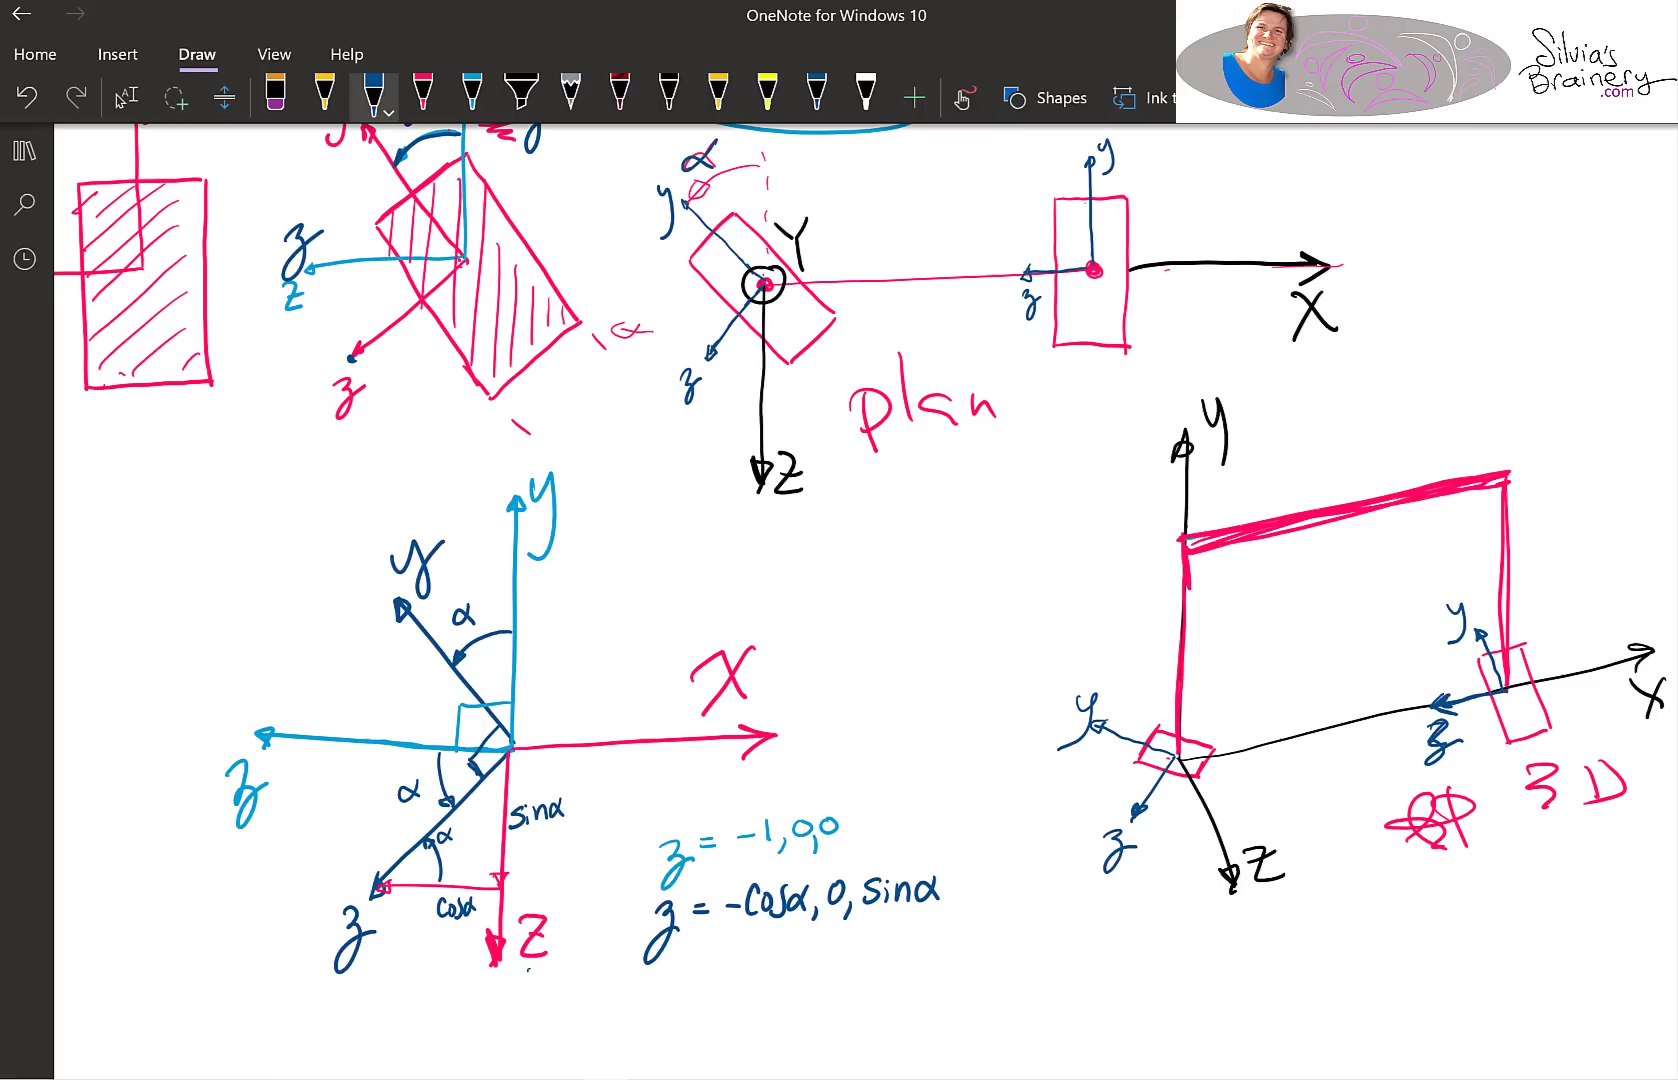 OneNote for Windows 10
Home Insert Draw View Help
Shapes
Ink t
Silvia's
Brainery
.com
α
y
y
Y
z
z
z
X
α
z
z
plan
Z
y
y
y
α
X
y
y
X
z
z
α
sinα
3D
α
z = -1,0,0
z
Z
cosα
z = -cosα, 0, sinα
z
Z